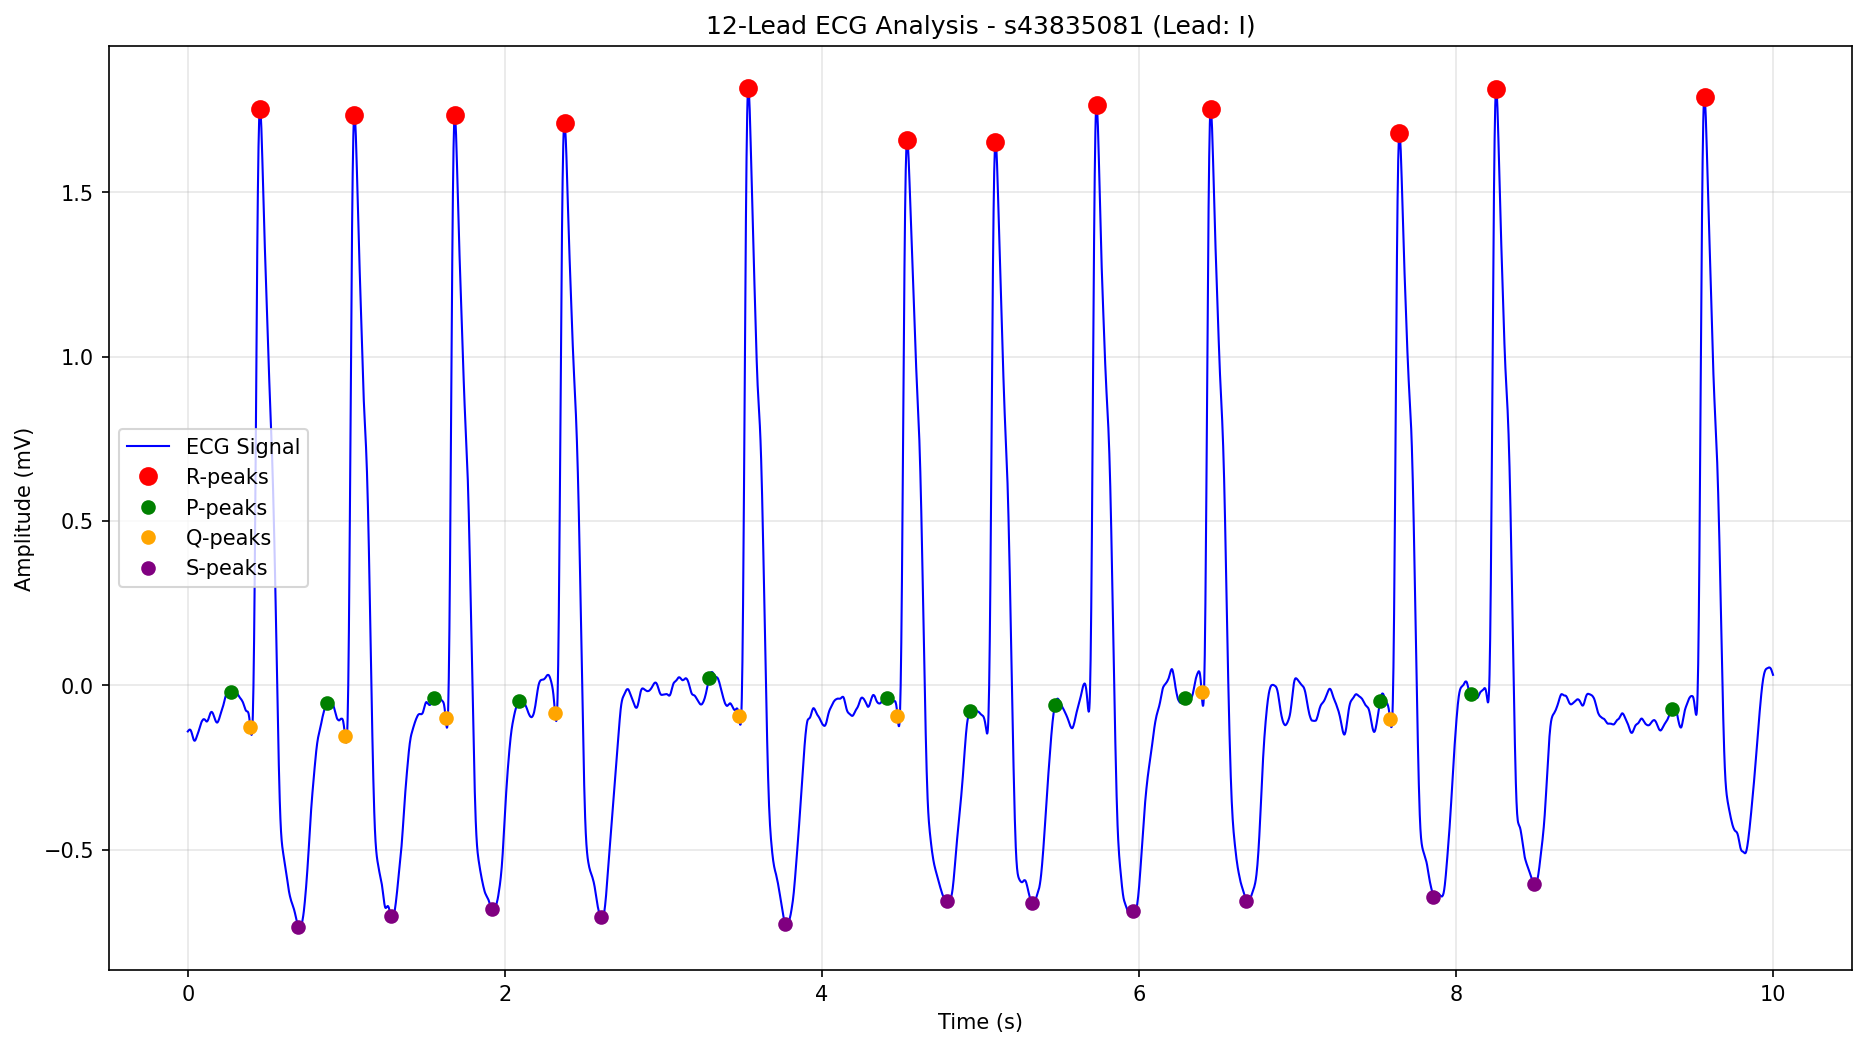 12-Lead ECG Analysis - s43835081 (Lead: I)
Amplitude (mV)
1.5
1.0
0.5
0.0
−0.5
ECG Signal
R-peaks
P-peaks
Q-peaks
S-peaks
0 2 4 6 8 10
Time (s)